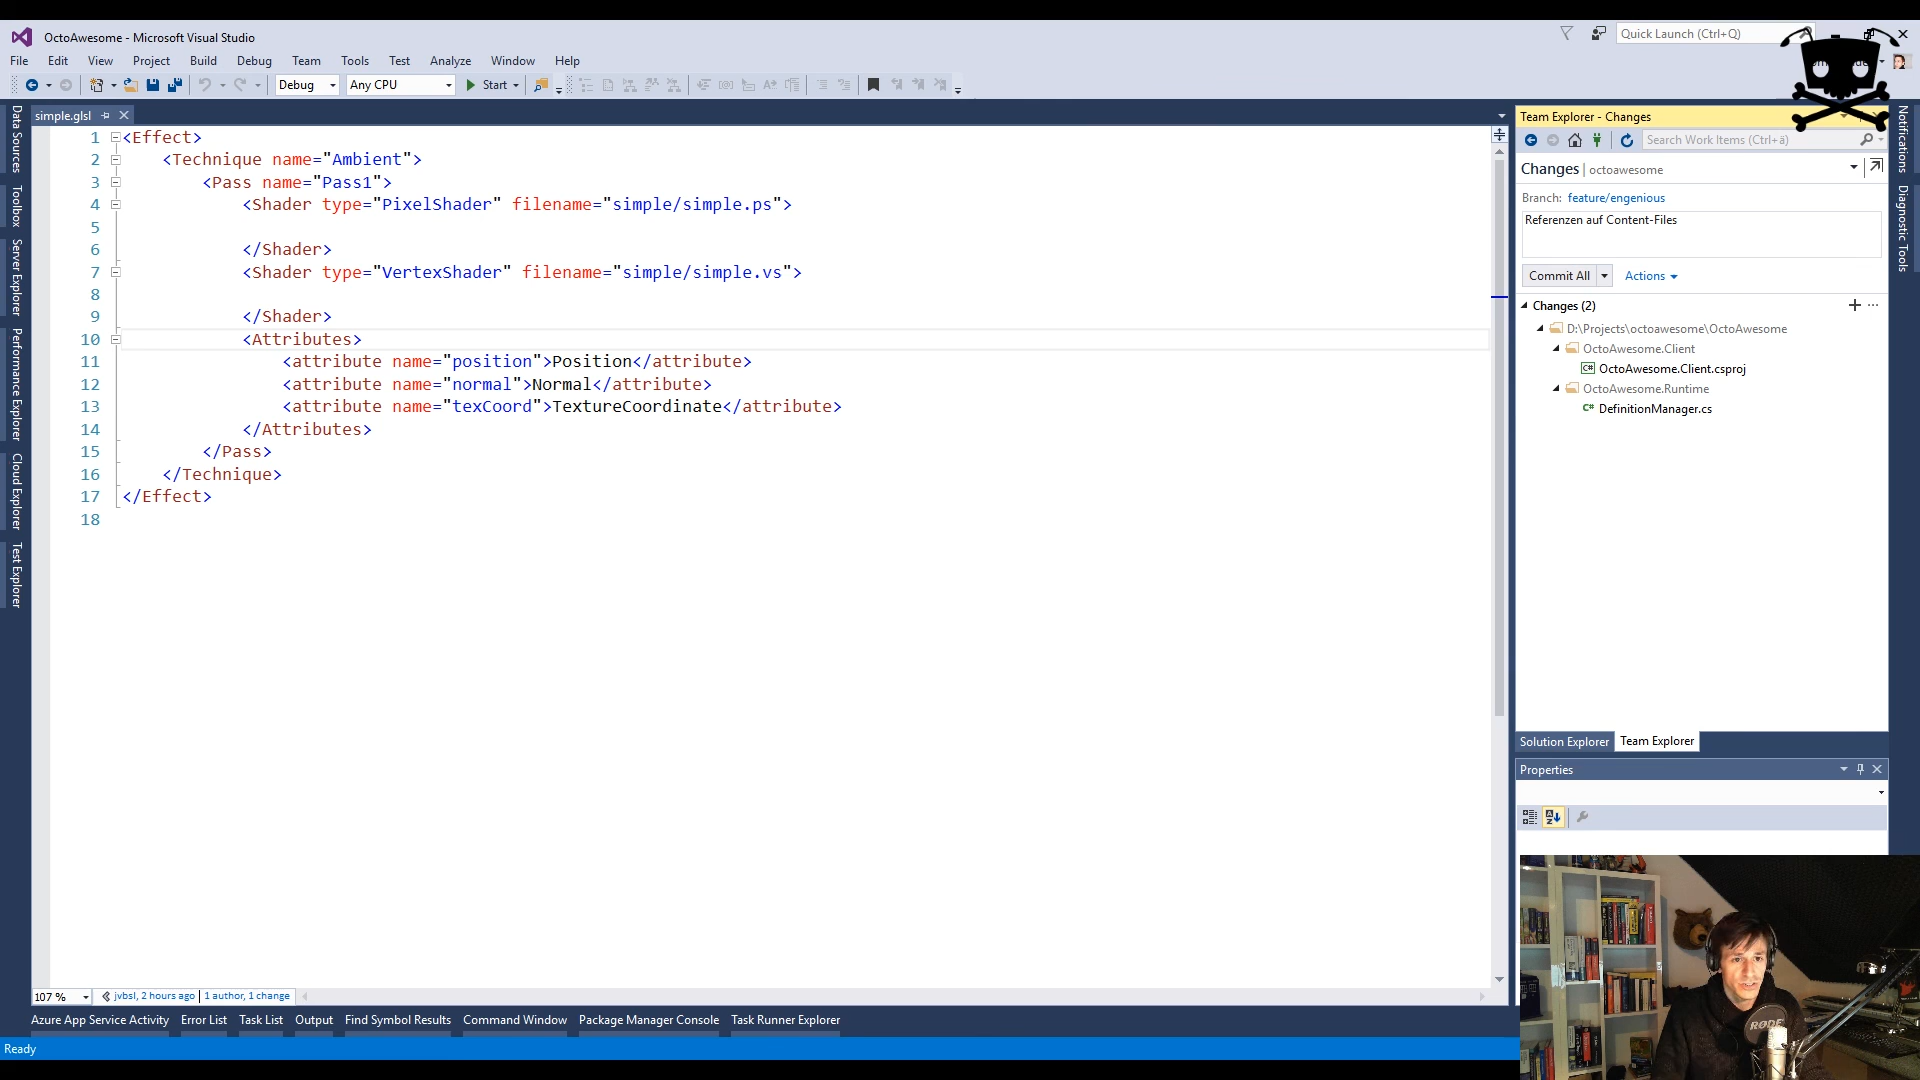 OctoAwesome - Microsoft Visual Studio
Quick Launch (Ctrl+Q)
File Edit View Project Build Debug Team Tools Test Analyze Window Help
Debug Any CPU Start
simple.glsl
Data Sources
Toolbox
Server Explorer
Performance Explorer
Cloud Explorer
Test Explorer
1 <Effect>
2 <Technique name="Ambient">
3 <Pass name="Pass1">
4 <Shader type="PixelShader" filename="simple/simple.ps">
5
6 </Shader>
7 <Shader type="VertexShader" filename="simple/simple.vs">
8
9 </Shader>
10 <Attributes>
11 <attribute name="position">Position</attribute>
12 <attribute name="normal">Normal</attribute>
13 <attribute name="texCoord">TextureCoordinate</attribute>
14 </Attributes>
15 </Pass>
16 </Technique>
17 </Effect>
18
107 % jvbsl, 2 hours ago | 1 author, 1 change
Team Explorer - Changes
Search Work Items (Ctrl+ä)
Changes | octoawesome
Branch: feature/engenious
Referenzen auf Content-Files
Commit All Actions
Changes (2)
D:\Projects\octoawesome\OctoAwesome
OctoAwesome.Client
OctoAwesome.Client.csproj
OctoAwesome.Runtime
DefinitionManager.cs
Solution Explorer Team Explorer
Properties
Notifications
Diagnostic Tools
Azure App Service Activity Error List Task List Output Find Symbol Results Command Window Package Manager Console Task Runner Explorer
Ready
RODE